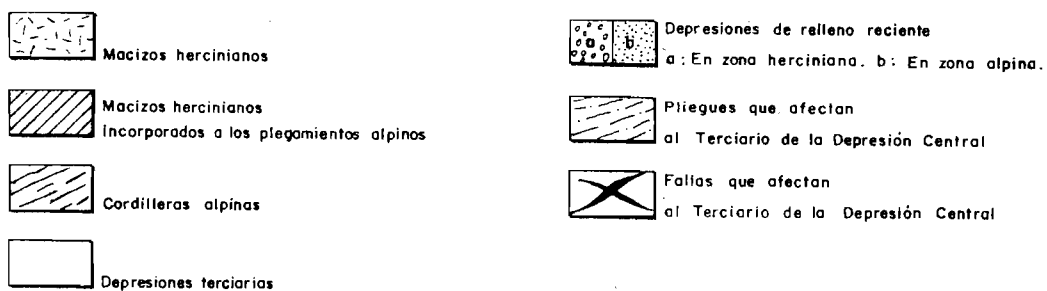 Macizos hercinianos
Macizos hercinianos
Incorporados a los plegamientos alpinos
Cordilleras alpinas
Depresiones terciarias
a b
Depresiones de relleno reciente
a: En zona herciniana. b: En zona alpina.
Pliegues que afectan
al Terciario de la Depresión Central
Fallas que afectan
al Terciario de la Depresión Central